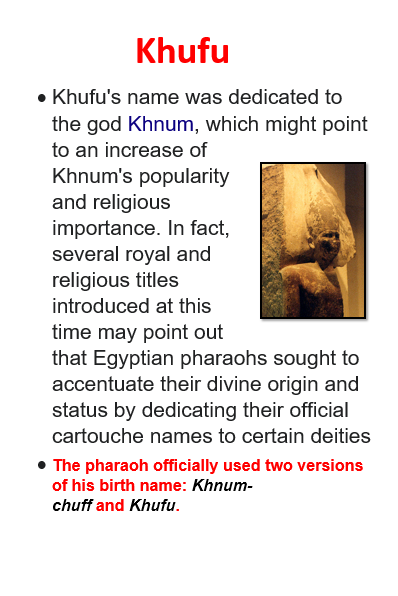 Khufu
• Khufu's name was dedicated to
the god Khnum, which might point
to an increase of
Khnum's popularity
and religious
importance. In fact,
several royal and
religious titles
introduced at this
time may point out
that Egyptian pharaohs sought to
accentuate their divine origin and
status by dedicating their official
cartouche names to certain deities
• The pharaoh officially used two versions
of his birth name: Khnum-
chuff and Khufu.